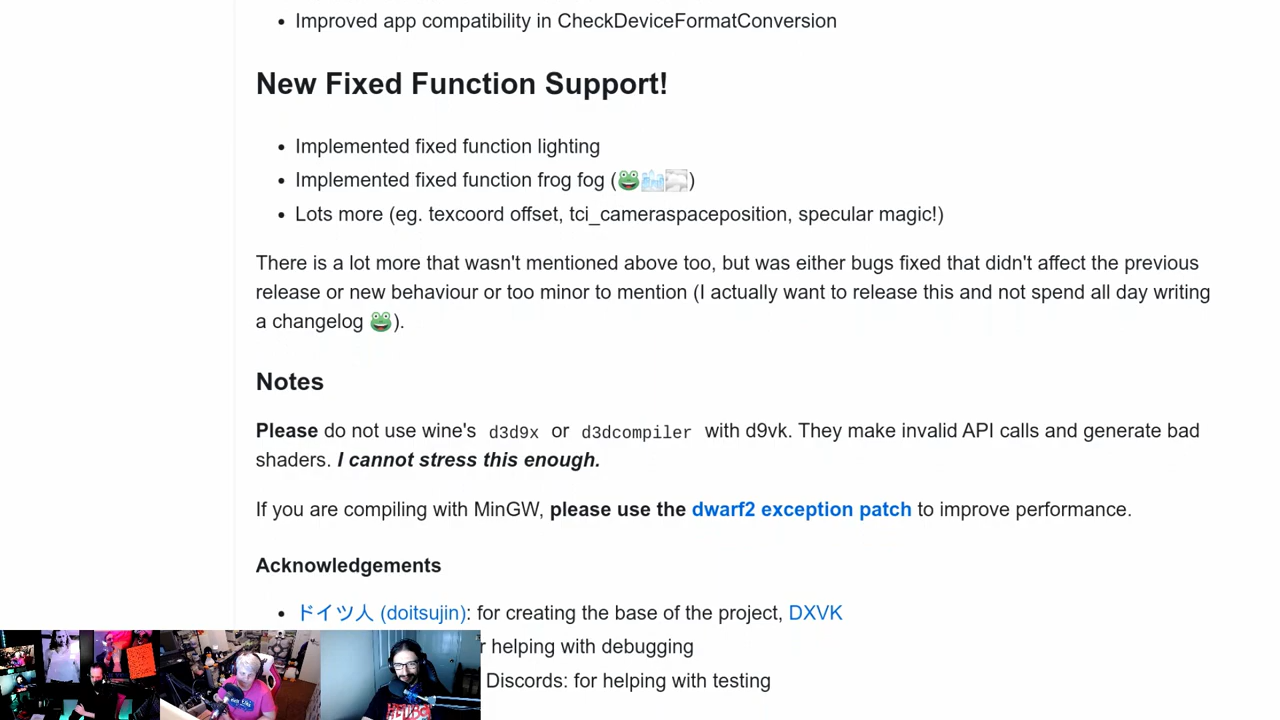 Improved app compatibility in CheckDeviceFormatConversion
New Fixed Function Support!
Implemented fixed function lighting
Implemented fixed function frog fog (🐸🧊🌫️)
Lots more (eg. texcoord offset, tci_cameraspaceposition, specular magic!)
There is a lot more that wasn't mentioned above too, but was either bugs fixed that didn't affect the previous
release or new behaviour or too minor to mention (I actually want to release this and not spend all day writing
a changelog 🐸).
Notes
Please do not use wine's d3d9x or d3dcompiler with d9vk. They make invalid API calls and generate bad
shaders. I cannot stress this enough.
If you are compiling with MinGW, please use the dwarf2 exception patch to improve performance.
Acknowledgements
ドイツ人 (doitsujin): for creating the base of the project, DXVK
helping with debugging
Discords: for helping with testing